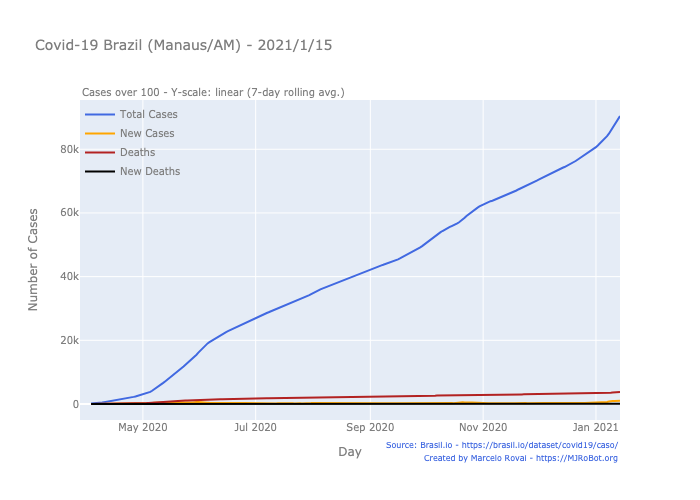 Covid-19 Brazil (Manaus/AM) - 2021/1/15
Cases over 100 - Y-scale: linear (7-day rolling avg.)
Total Cases
New Cases
Deaths
New Deaths
80k
60k
40k
20k
0
Number of Cases
May 2020
Jul 2020
Sep 2020
Nov 2020
Jan 2021
Day
Source: Brasil.io - https://brasil.io/dataset/covid19/caso/
Created by Marcelo Rovai - https://MJRoBot.org